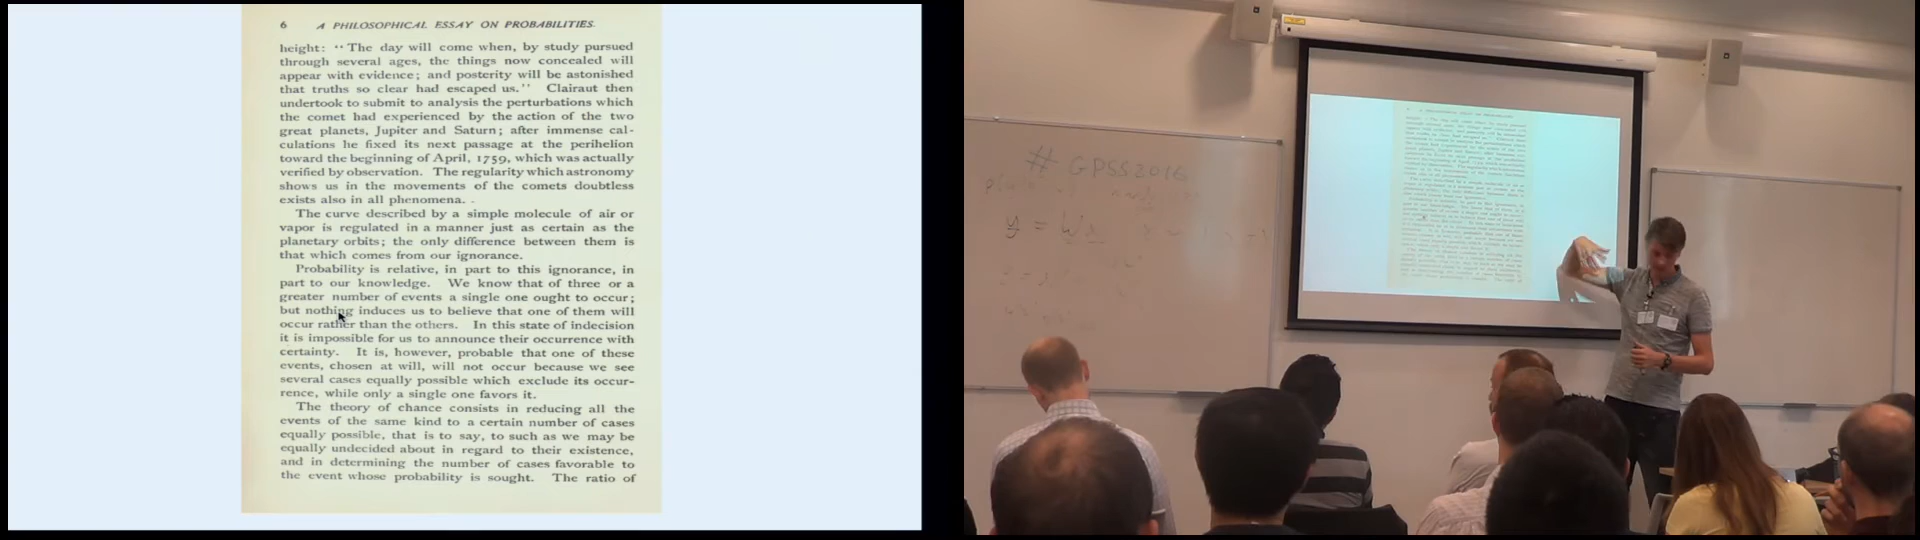 6 A PHILOSOPHICAL ESSAY ON PROBABILITIES.
height: "The day will come when, by study pursued
through several ages, the things now concealed will
appear with evidence; and posterity will be astonished
that truths so clear had escaped us." Clairaut then
undertook to submit to analysis the perturbations which
the comet had experienced by the action of the two
great planets, Jupiter and Saturn; after immense cal-
culations he fixed its next passage at the perihelion
toward the beginning of April, 1759, which was actually
verified by observation. The regularity which astronomy
shows us in the movements of the comets doubtless
exists also in all phenomena. .
The curve described by a simple molecule of air or
vapor is regulated in a manner just as certain as the
planetary orbits; the only difference between them is
that which comes from our ignorance.
Probability is relative, in part to this ignorance, in
part to our knowledge. We know that of three or a
greater number of events a single one ought to occur;
but nothing induces us to believe that one of them will
occur rather than the others. In this state of indecision
it is impossible for us to announce their occurrence with
certainty. It is, however, probable that one of these
events, chosen at will, will not occur because we see
several cases equally possible which exclude its occur-
rence, while only a single one favors it.
The theory of chance consists in reducing all the
events of the same kind to a certain number of cases
equally possible, that is to say, to such as we may be
equally undecided about in regard to their existence,
and in determining the number of cases favorable to
the event whose probability is sought. The ratio of
# GPSS2016
y = Wx